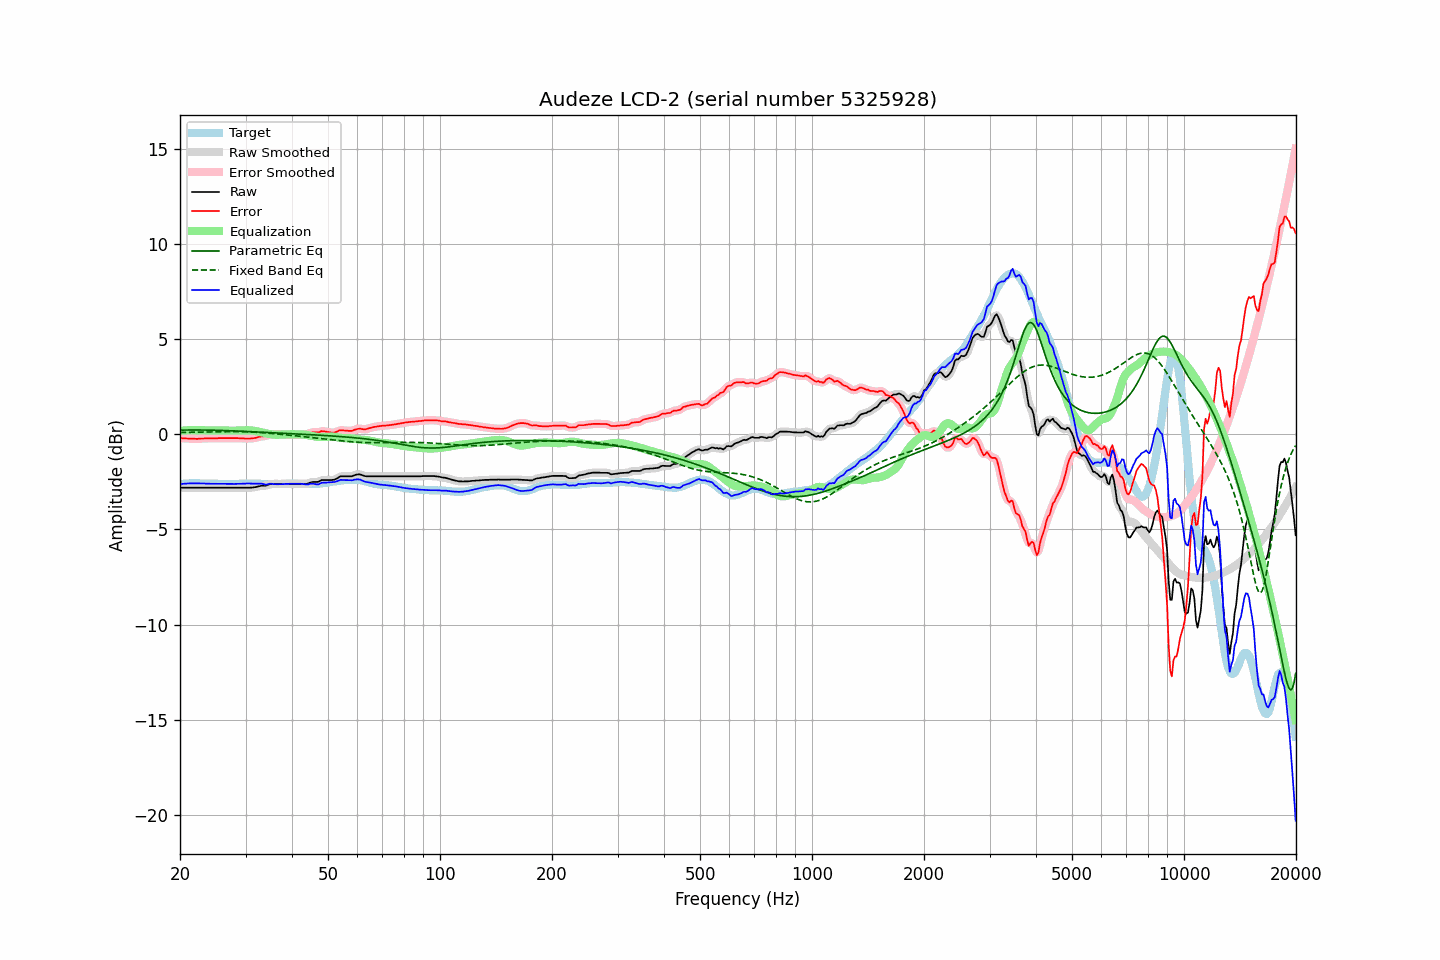 Audeze LCD-2 (serial number 5325928)
Target
Raw Smoothed
Error Smoothed
Raw
Error
Equalization
Parametric Eq
Fixed Band Eq
Equalized
15
10
5
0
−5
−10
−15
−20
Amplitude (dBr)
20
50
100
200
500
1000
2000
5000
10000
20000
Frequency (Hz)